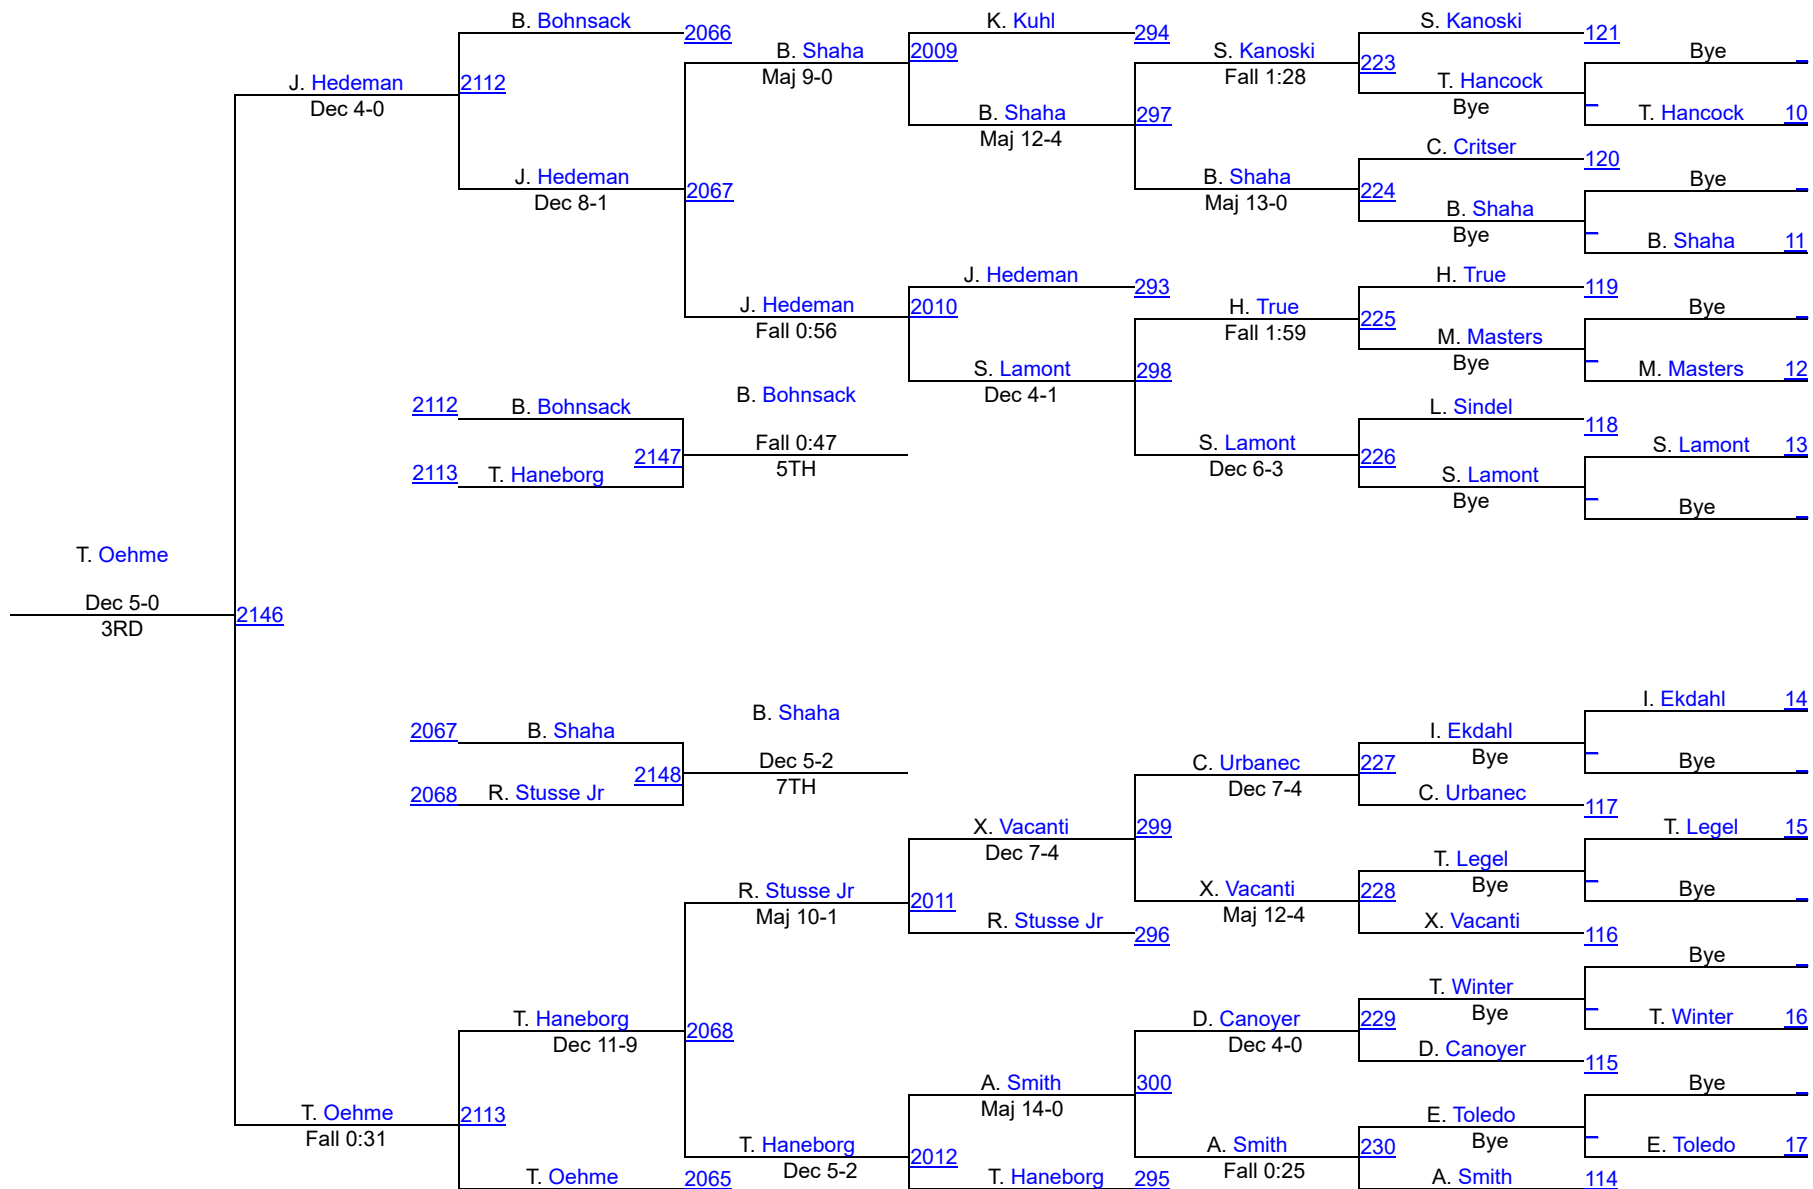 B. Bohnsack
2066
K. Kuhl
294
S. Kanoski
121
B. Shaha
2009
S. Kanoski
223
Bye
J. Hedeman
2112
Maj 9-0
Fall 1:28
T. Hancock
Dec 4-0
B. Shaha
297
Bye
T. Hancock
10
Maj 12-4
C. Critser
120
J. Hedeman
2067
B. Shaha
224
Bye
Dec 8-1
Maj 13-0
B. Shaha
Bye
B. Shaha
11
J. Hedeman
293
H. True
119
J. Hedeman
2010
H. True
225
Bye
Fall 0:56
Fall 1:59
M. Masters
Bye
S. Lamont
298
M. Masters
12
Dec 4-1
B. Bohnsack
2112
B. Bohnsack
L. Sindel
118
Fall 0:47
S. Lamont
226
S. Lamont
13
2147
5TH
Dec 6-3
2113
T. Haneborg
S. Lamont
Bye
Bye
T. Oehme
Dec 5-0
2146
3RD
I. Ekdahl
14
B. Shaha
2067
B. Shaha
I. Ekdahl
Bye
Dec 5-2
C. Urbanec
227
Bye
2148
7TH
Dec 7-4
2068
R. Stusse Jr
C. Urbanec
117
X. Vacanti
299
T. Legel
15
Dec 7-4
T. Legel
R. Stusse Jr
2011
X. Vacanti
228
Bye
Bye
Maj 10-1
Maj 12-4
R. Stusse Jr
296
X. Vacanti
116
Bye
T. Winter
T. Haneborg
2068
D. Canoyer
229
Bye
T. Winter
16
Dec 11-9
Dec 4-0
D. Canoyer
115
A. Smith
300
Bye
Maj 14-0
T. Oehme
2113
E. Toledo
Fall 0:31
T. Haneborg
2012
A. Smith
230
Bye
E. Toledo
17
Dec 5-2
Fall 0:25
T. Oehme
2065
T. Haneborg
295
A. Smith
114